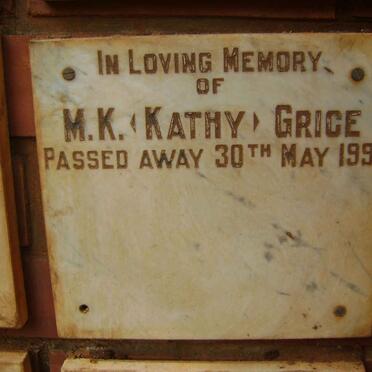 IN LOVING MEMORY
OF
M.K. (KATHY) GRICE
PASSED AWAY 30TH MAY 199